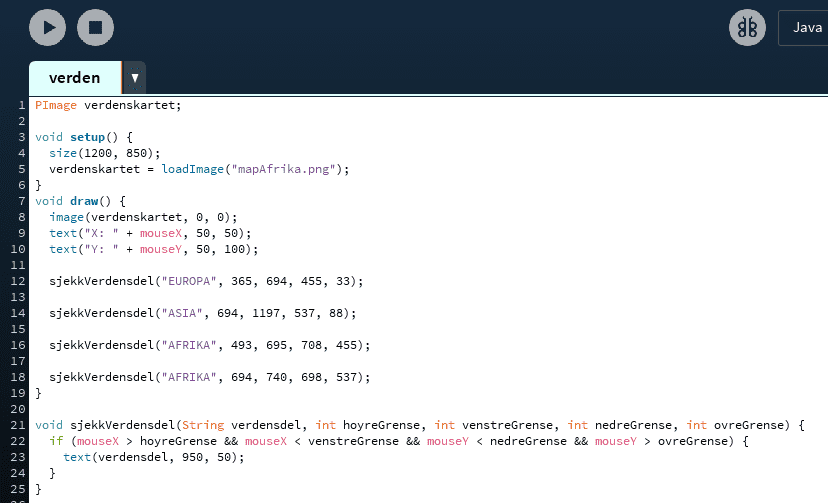 Java
verden
1 PImage verdenskartet;
2
3 void setup() {
4 size(1200, 850);
5 verdenskartet = loadImage("mapAfrika.png");
6 }
7 void draw() {
8 image(verdenskartet, 0, 0);
9 text("X: " + mouseX, 50, 50);
10 text("Y: " + mouseY, 50, 100);
11
12 sjekkVerdensdel("EUROPA", 365, 694, 455, 33);
13
14 sjekkVerdensdel("ASIA", 694, 1197, 537, 88);
15
16 sjekkVerdensdel("AFRIKA", 493, 695, 708, 455);
17
18 sjekkVerdensdel("AFRIKA", 694, 740, 698, 537);
19 }
20
21 void sjekkVerdensdel(String verdensdel, int hoyreGrense, int venstreGrense, int nedreGrense, int ovreGrense) {
22 if (mouseX > hoyreGrense && mouseX < venstreGrense && mouseY < nedreGrense && mouseY > ovreGrense) {
23 text(verdensdel, 950, 50);
24 }
25 }